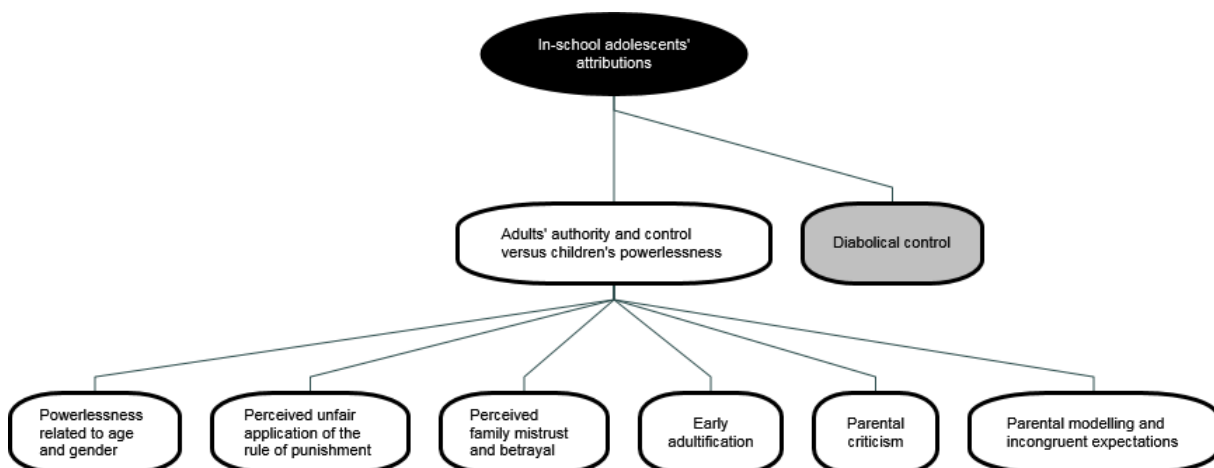 In-school adolescents'
attributions
Adults' authority and control
versus children's powerlessness
Diabolical control
Powerlessness
related to age
and gender
Perceived unfair
application of the
rule of punishment
Perceived
family mistrust
and betrayal
Early
adultification
Parental
criticism
Parental modelling and
incongruent expectations